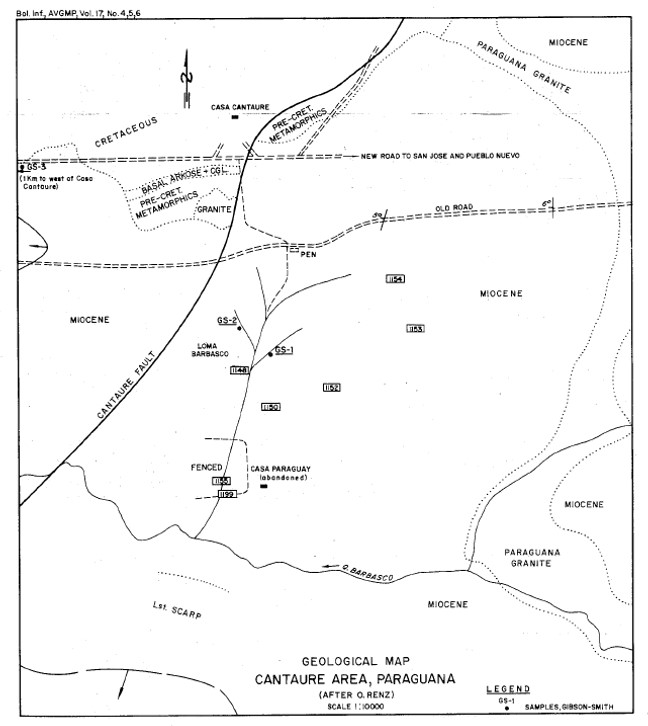 Bol. Inf., AVGMP, Vol. 17, No. 4, 5, 6
MIOCENE
PARAGUANA GRANITE
CASA CANTAURE
PRE-CRET.
METAMORPHICS
CRETACEOUS
NEW ROAD TO SAN JOSE AND PUEBLO NUEVO
GS-3
(1Km to west of Casa
Cantaure)
BASAL ARKOSE + CGL.
PRE-CRET.
METAMORPHICS
GRANITE
OLD ROAD
PEN
1154
MIOCENE
MIOCENE
GS-2
1153
LOMA
BARBASCO
GS-1
1148
CANTAURE FAULT
1152
1150
FENCED
CASA PARAGUAY
(abandoned)
1155
1199
MIOCENE
PARAGUANA
GRANITE
Q. BARBASCO
MIOCENE
Lst. SCARP
GEOLOGICAL MAP
CANTAURE AREA, PARAGUANA
(AFTER O. RENZ)
SCALE 1:10000
LEGEND
GS-1
SAMPLES, GIBSON-SMITH